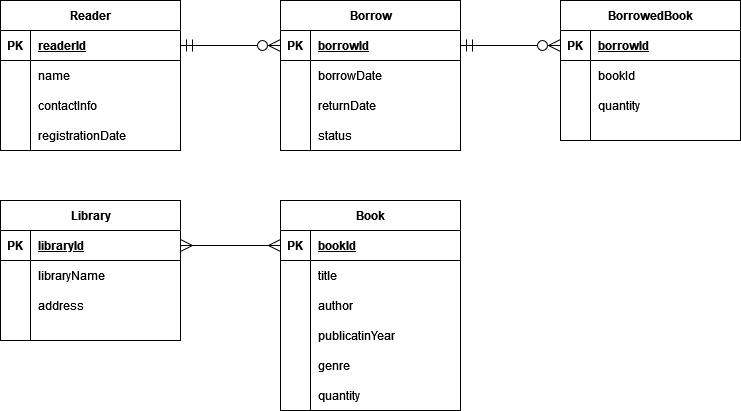 Reader
PK readerId
name
contactInfo
registrationDate
Borrow
PK borrowId
borrowDate
returnDate
status
BorrowedBook
PK borrowId
bookId
quantity
Library
PK libraryId
libraryName
address
Book
PK bookId
title
author
publicatinYear
genre
quantity